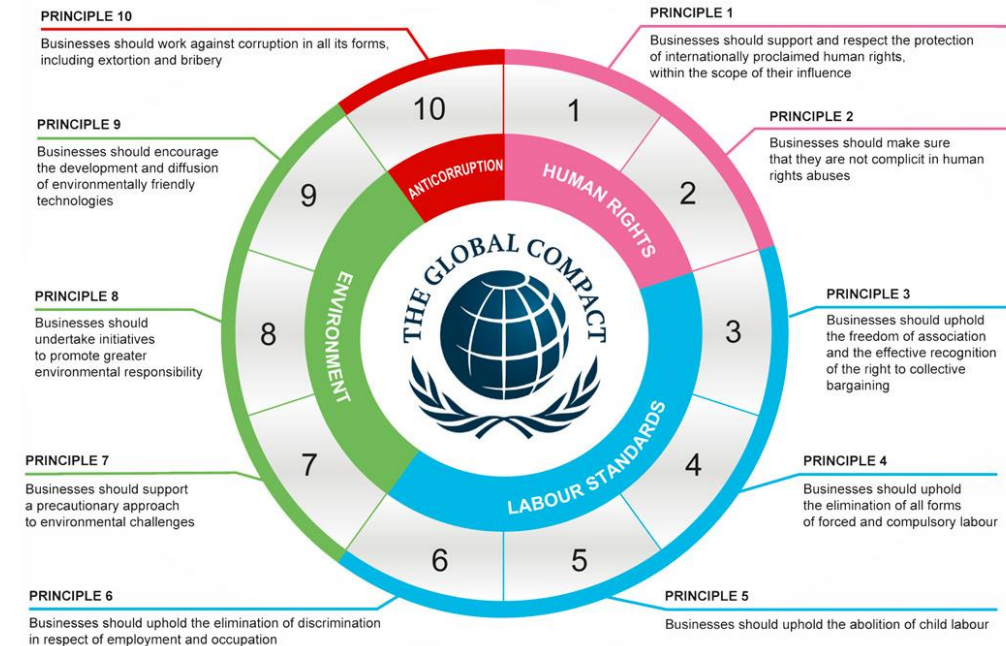 PRINCIPLE 10
Businesses should work against corruption in all its forms,
including extortion and bribery
PRINCIPLE 1
Businesses should support and respect the protection
of internationally proclaimed human rights,
within the scope of their influence
PRINCIPLE 9
Businesses should encourage
the development and diffusion
of environmentally friendly
technologies
PRINCIPLE 2
Businesses should make sure
that they are not complicit in human
rights abuses
PRINCIPLE 8
Businesses should
undertake initiatives
to promote greater
environmental responsibility
PRINCIPLE 3
Businesses should uphold
the freedom of association
and the effective recognition
of the right to collective
bargaining
PRINCIPLE 7
Businesses should support
a precautionary approach
to environmental challenges
PRINCIPLE 4
Businesses should uphold
the elimination of all forms
of forced and compulsory labour
PRINCIPLE 6
Businesses should uphold the elimination of discrimination
in respect of employment and occupation
PRINCIPLE 5
Businesses should uphold the abolition of child labour
10
1
9
2
8
3
7
4
6
5
ANTICORRUPTION
HUMAN RIGHTS
ENVIRONMENT
LABOUR STANDARDS
THE GLOBAL COMPACT